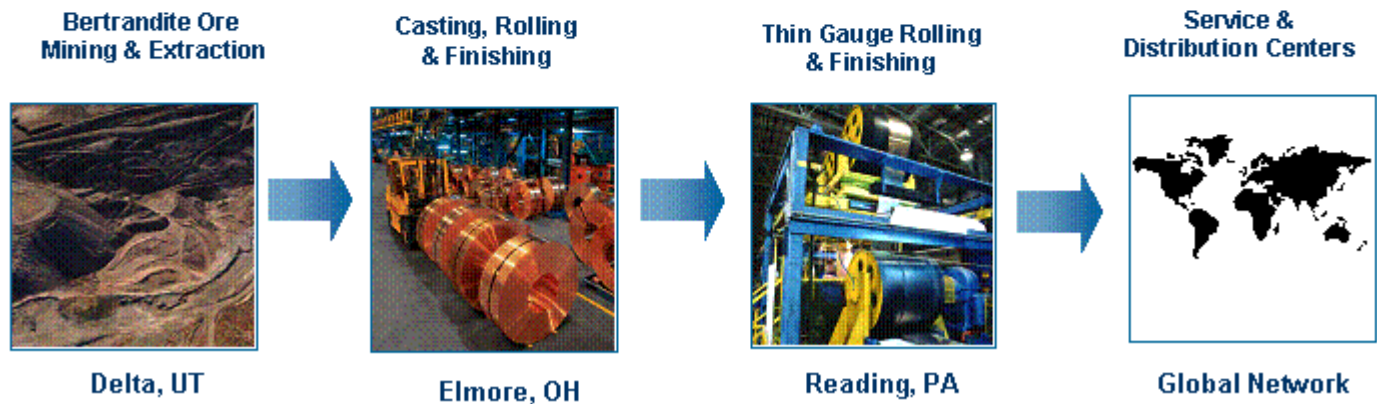 Bertrandite Ore
Mining & Extraction
Casting, Rolling
& Finishing
Thin Gauge Rolling
& Finishing
Service &
Distribution Centers
Delta, UT
Elmore, OH
Reading, PA
Global Network